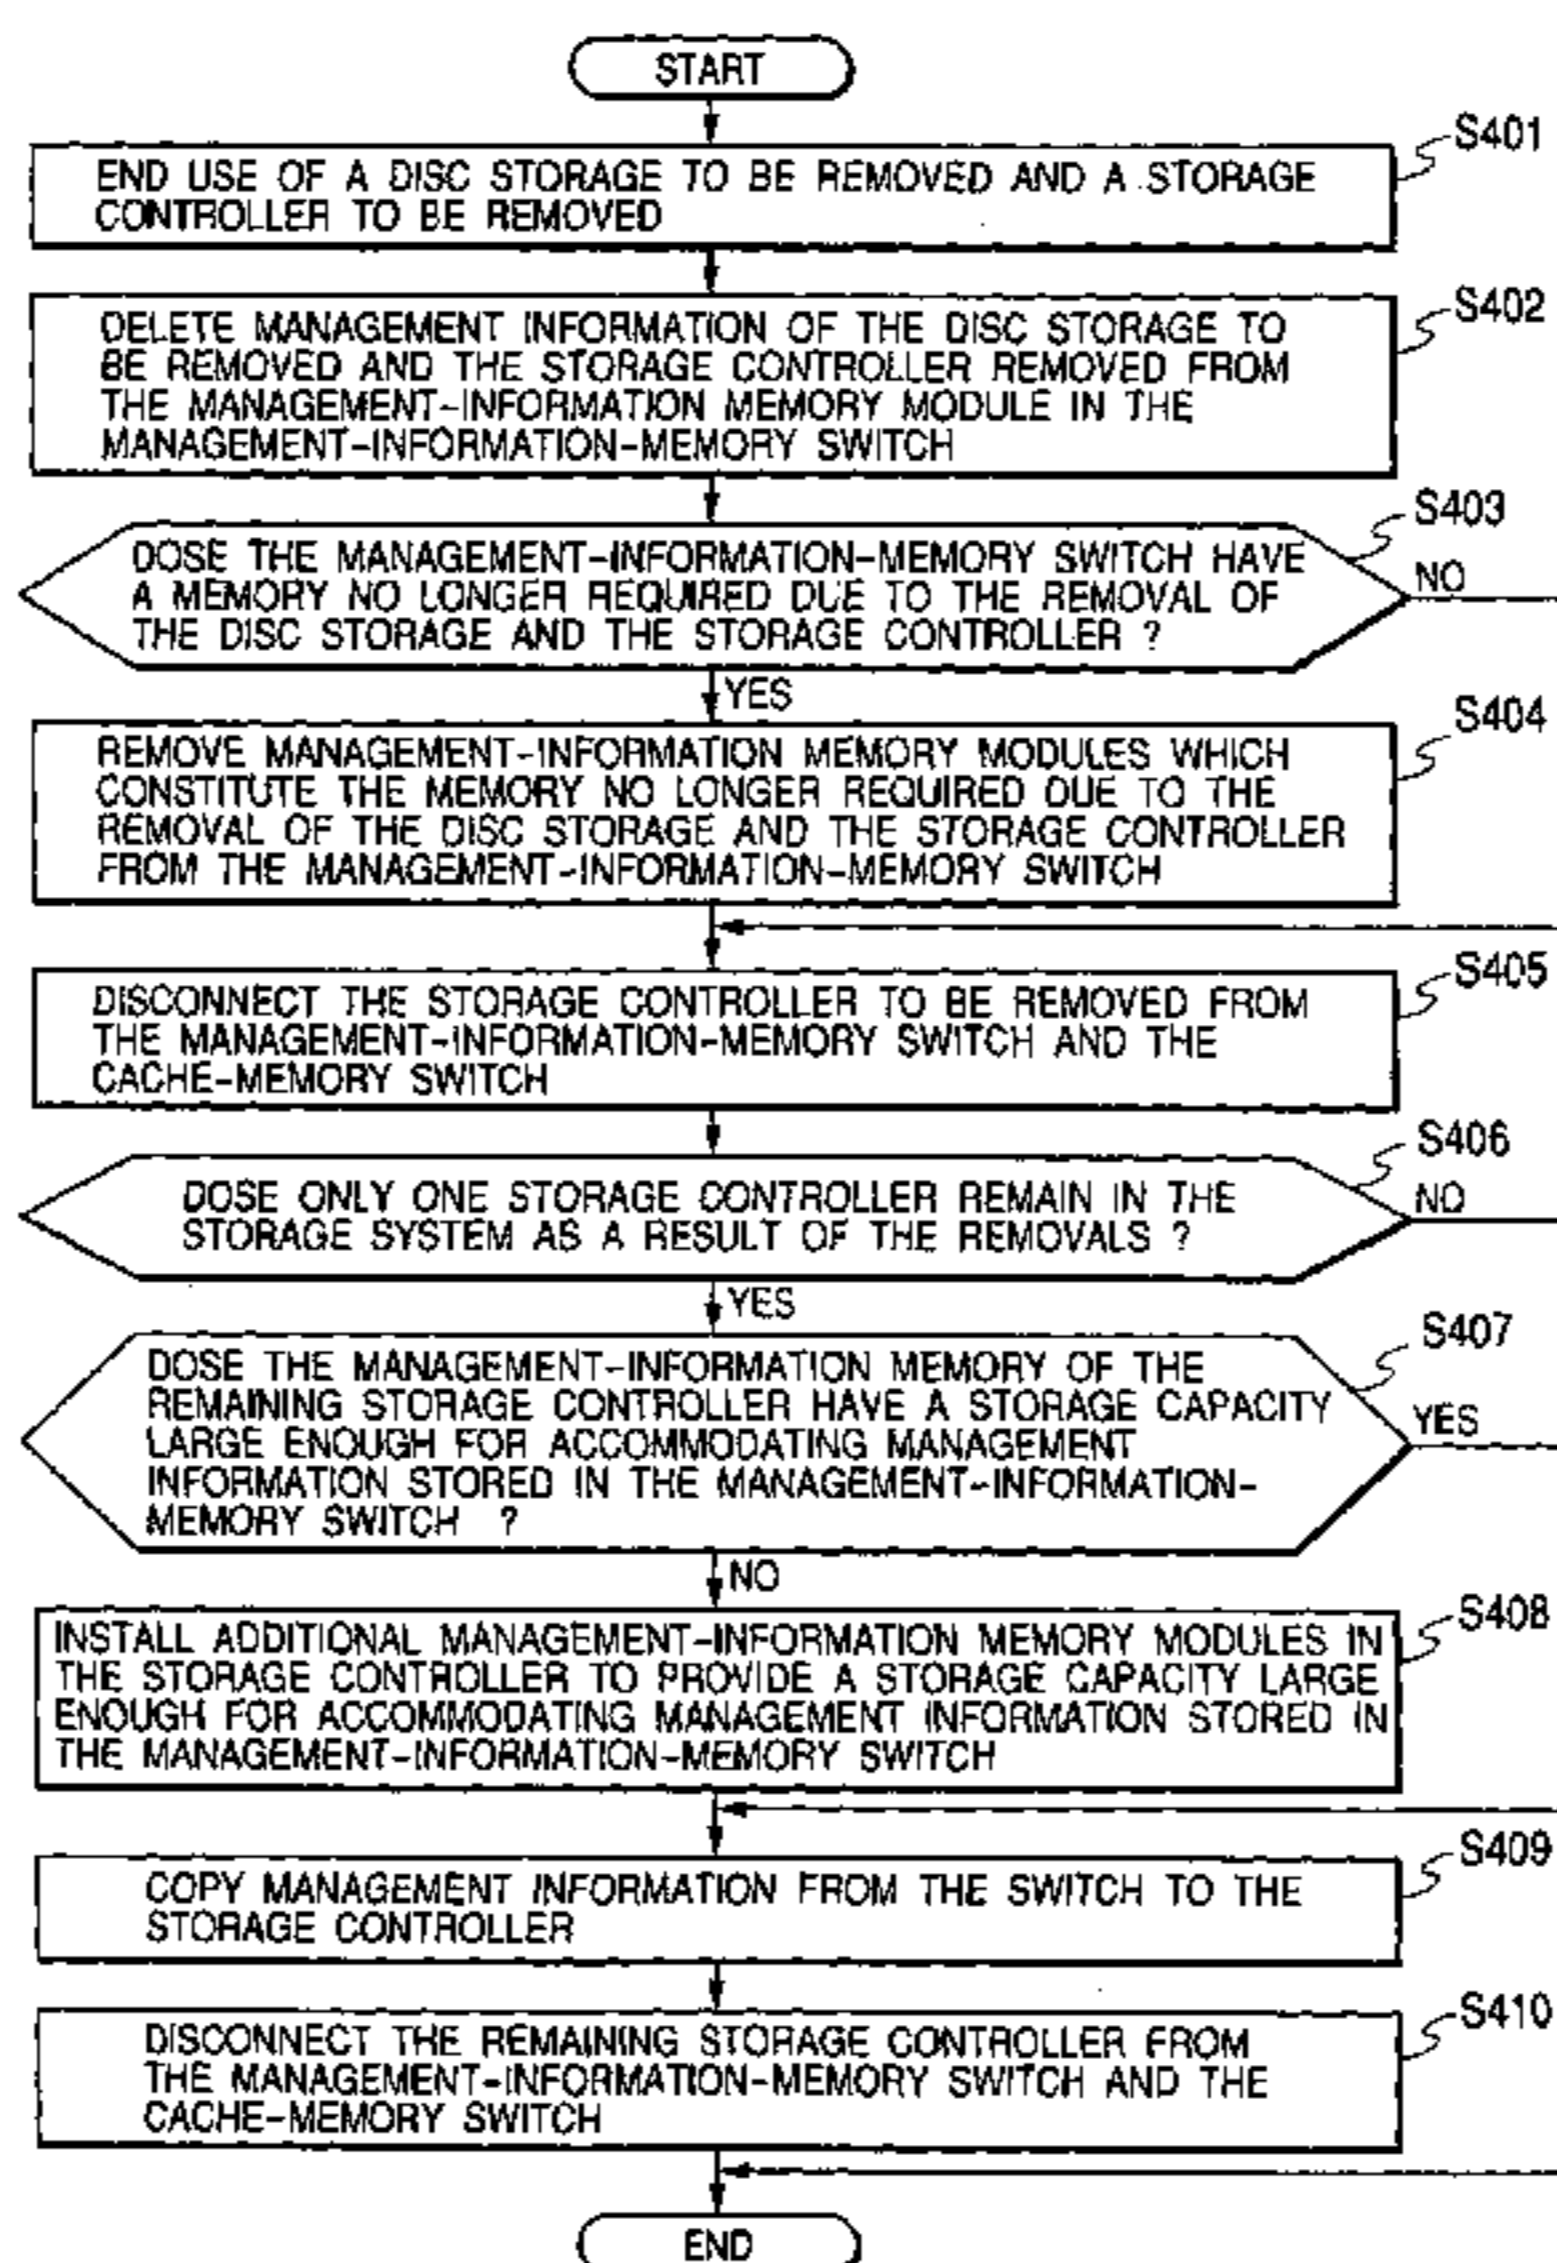 START
S401
END USE OF A DISC STORAGE TO BE REMOVED AND A STORAGE
CONTROLLER TO BE REMOVED
S402
DELETE MANAGEMENT INFORMATION OF THE DISC STORAGE TO
BE REMOVED AND THE STORAGE CONTROLLER REMOVED FROM
THE MANAGEMENT-INFORMATION MEMORY MODULE IN THE
MANAGEMENT-INFORMATION-MEMORY SWITCH
S403
DOSE THE MANAGEMENT-INFORMATION-MEMORY SWITCH HAVE
A MEMORY NO LONGER REQUIRED DUE TO THE REMOVAL OF
THE DISC STORAGE AND THE STORAGE CONTROLLER ?
NO
YES
S404
REMOVE MANAGEMENT-INFORMATION MEMORY MODULES WHICH
CONSTITUTE THE MEMORY NO LONGER REQUIRED DUE TO THE
REMOVAL OF THE DISC STORAGE AND THE STORAGE CONTROLLER
FROM THE MANAGEMENT-INFORMATION-MEMORY SWITCH
S405
DISCONNECT THE STORAGE CONTROLLER TO BE REMOVED FROM
THE MANAGEMENT-INFORMATION-MEMORY SWITCH AND THE
CACHE-MEMORY SWITCH
S406
DOSE ONLY ONE STORAGE CONTROLLER REMAIN IN THE
STORAGE SYSTEM AS A RESULT OF THE REMOVALS ?
NO
YES
S407
DOSE THE MANAGEMENT-INFORMATION MEMORY OF THE
REMAINING STORAGE CONTROLLER HAVE A STORAGE CAPACITY
LARGE ENOUGH FOR ACCOMMODATING MANAGEMENT
INFORMATION STORED IN THE MANAGEMENT-INFORMATION-
MEMORY SWITCH ?
YES
NO
S408
INSTALL ADDITIONAL MANAGEMENT-INFORMATION MEMORY MODULES IN
THE STORAGE CONTROLLER TO PROVIDE A STORAGE CAPACITY LARGE
ENOUGH FOR ACCOMMODATING MANAGEMENT INFORMATION STORED IN
THE MANAGEMENT-INFORMATION-MEMORY SWITCH
S409
COPY MANAGEMENT INFORMATION FROM THE SWITCH TO THE
STORAGE CONTROLLER
S410
DISCONNECT THE REMAINING STORAGE CONTROLLER FROM
THE MANAGEMENT-INFORMATION-MEMORY SWITCH AND THE
CACHE-MEMORY SWITCH
END